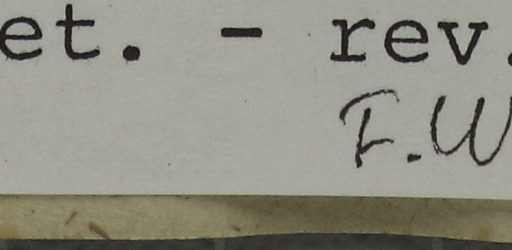 et. - rev.
F.W